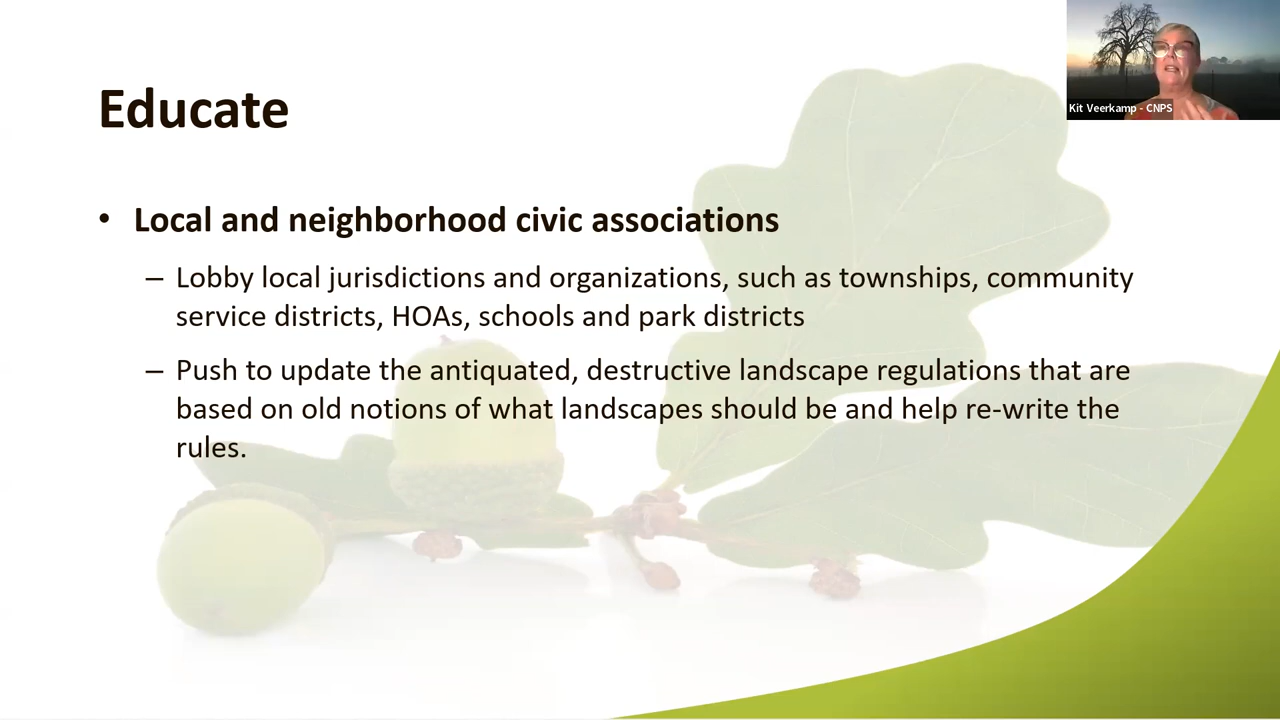 Kit Veerkamp - CNPS
Educate
• Local and neighborhood civic associations
– Lobby local jurisdictions and organizations, such as townships, community
service districts, HOAs, schools and park districts
– Push to update the antiquated, destructive landscape regulations that are
based on old notions of what landscapes should be and help re-write the
rules.